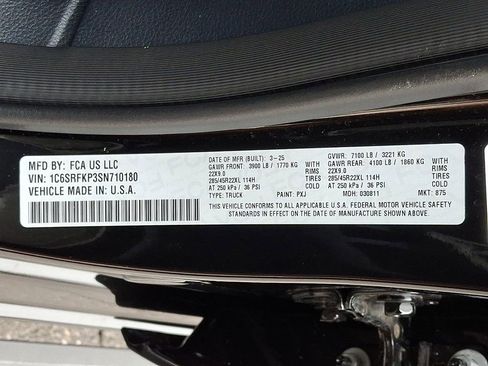 MFD BY: FCA US LLC
VIN: 1C6SRFKP3SN710180
VEHICLE MADE IN: U.S.A.
DATE OF MFR (BUILT): 3-25 GVWR: 7100 LB / 3221 KG
GAWR FRONT: 3900 LB / 1770 KG WITH GAWR REAR: 4100 LB / 1860 KG WITH
22X9.0 RIMS 22X9.0 RIMS
285/45R22XL 114H TIRES 285/45R22XL 114H TIRES
AT 250 kPa / 36 PSI AT 250 kPa / 36 PSI
TYPE: TRUCK PAINT: PXJ MDH: 030811 MKT: 875
THIS VEHICLE CONFORMS TO ALL APPLICABLE U.S.A. FEDERAL MOTOR VEHICLE SAFETY
STANDARDS IN EFFECT ON THE DATE OF MANUFACTURE SHOWN ABOVE.